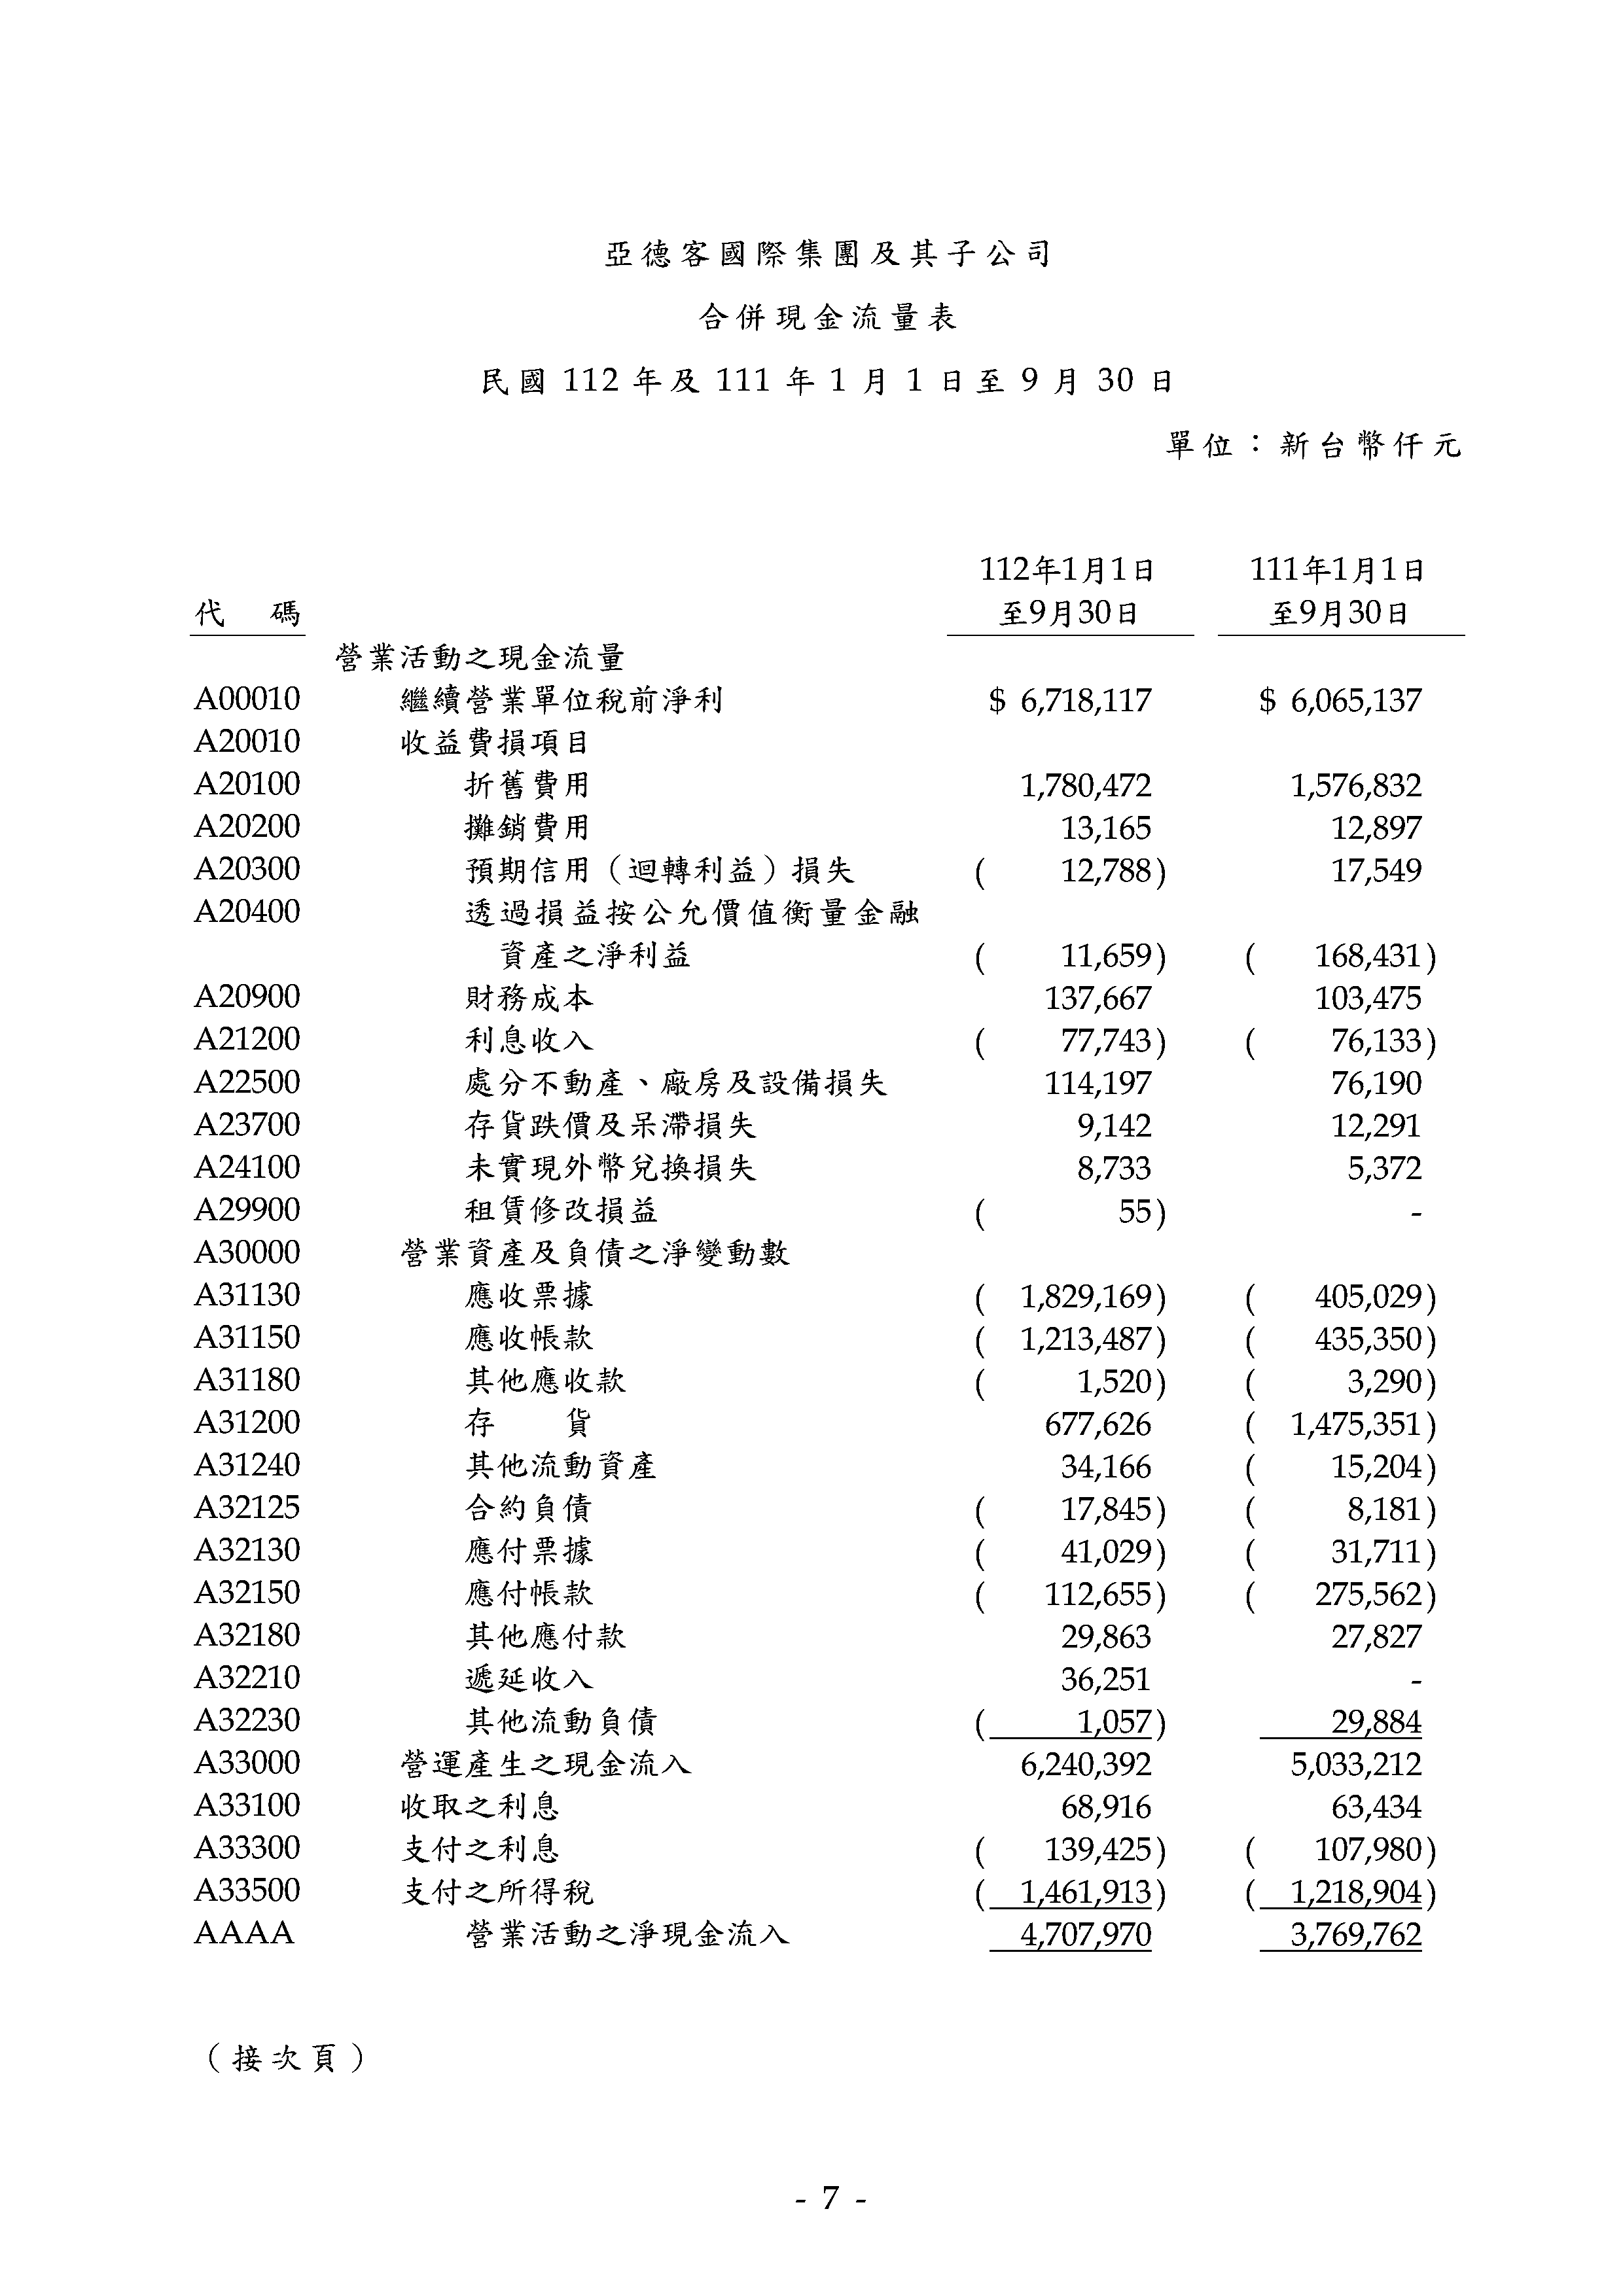 亞德客國際集團及其子公司
合併現金流量表
民國 112 年及 111 年 1 月 1 日至 9 月 30 日
單位：新台幣仟元
112年1月1日 111年1月1日
代 碼 至9月30日 至9月30日
營業活動之現金流量
A00010 繼續營業單位稅前淨利 $ 6,718,117 $ 6,065,137
A20010 收益費損項目
A20100 折舊費用 1,780,472 1,576,832
A20200 攤銷費用 13,165 12,897
A20300 預期信用（迴轉利益）損失 ( 12,788) 17,549
A20400 透過損益按公允價值衡量金融
資產之淨利益 ( 11,659) ( 168,431)
A20900 財務成本 137,667 103,475
A21200 利息收入 ( 77,743) ( 76,133)
A22500 處分不動產、廠房及設備損失 114,197 76,190
A23700 存貨跌價及呆滯損失 9,142 12,291
A24100 未實現外幣兌換損失 8,733 5,372
A29900 租賃修改損益 ( 55) -
A30000 營業資產及負債之淨變動數
A31130 應收票據 ( 1,829,169) ( 405,029)
A31150 應收帳款 ( 1,213,487) ( 435,350)
A31180 其他應收款 ( 1,520) ( 3,290)
A31200 存 貨 677,626 ( 1,475,351)
A31240 其他流動資產 34,166 ( 15,204)
A32125 合約負債 ( 17,845) ( 8,181)
A32130 應付票據 ( 41,029) ( 31,711)
A32150 應付帳款 ( 112,655) ( 275,562)
A32180 其他應付款 29,863 27,827
A32210 遞延收入 36,251 -
A32230 其他流動負債 ( 1,057) 29,884
A33000 營運產生之現金流入 6,240,392 5,033,212
A33100 收取之利息 68,916 63,434
A33300 支付之利息 ( 139,425) ( 107,980)
A33500 支付之所得稅 ( 1,461,913) ( 1,218,904)
AAAA 營業活動之淨現金流入 4,707,970 3,769,762
（接次頁）
- 7 -